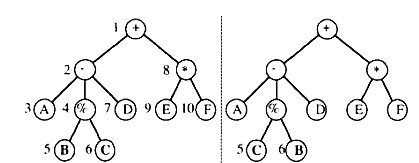 1 + +
2 - 8 * - *
3 A 4 % 7 D 9 E 10 F A % D E F
5 B 6 C 5 C 6 B